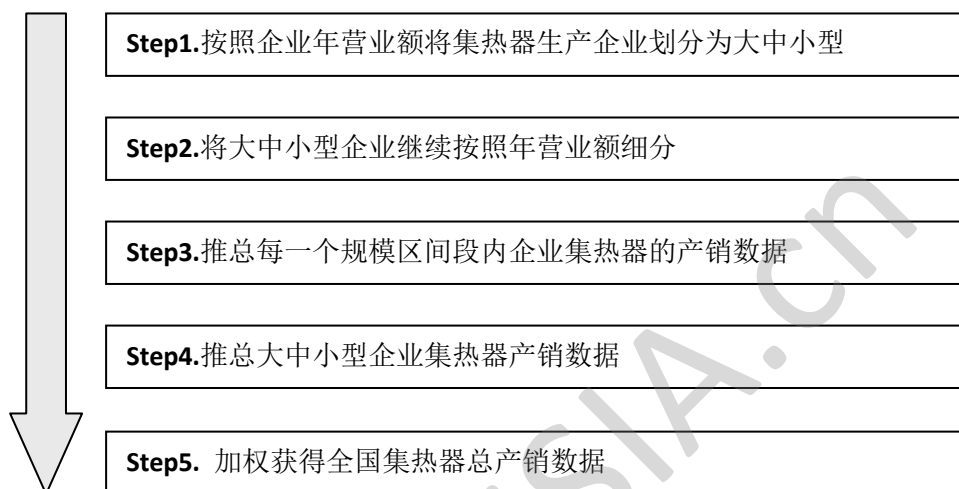 Step1.按照企业年营业额将集热器生产企业划分为大中小型
Step2.将大中小型企业继续按照年营业额细分
Step3.推总每一个规模区间段内企业集热器的产销数据
Step4.推总大中小型企业集热器产销数据
Step5. 加权获得全国集热器总产销数据
SIA.cn